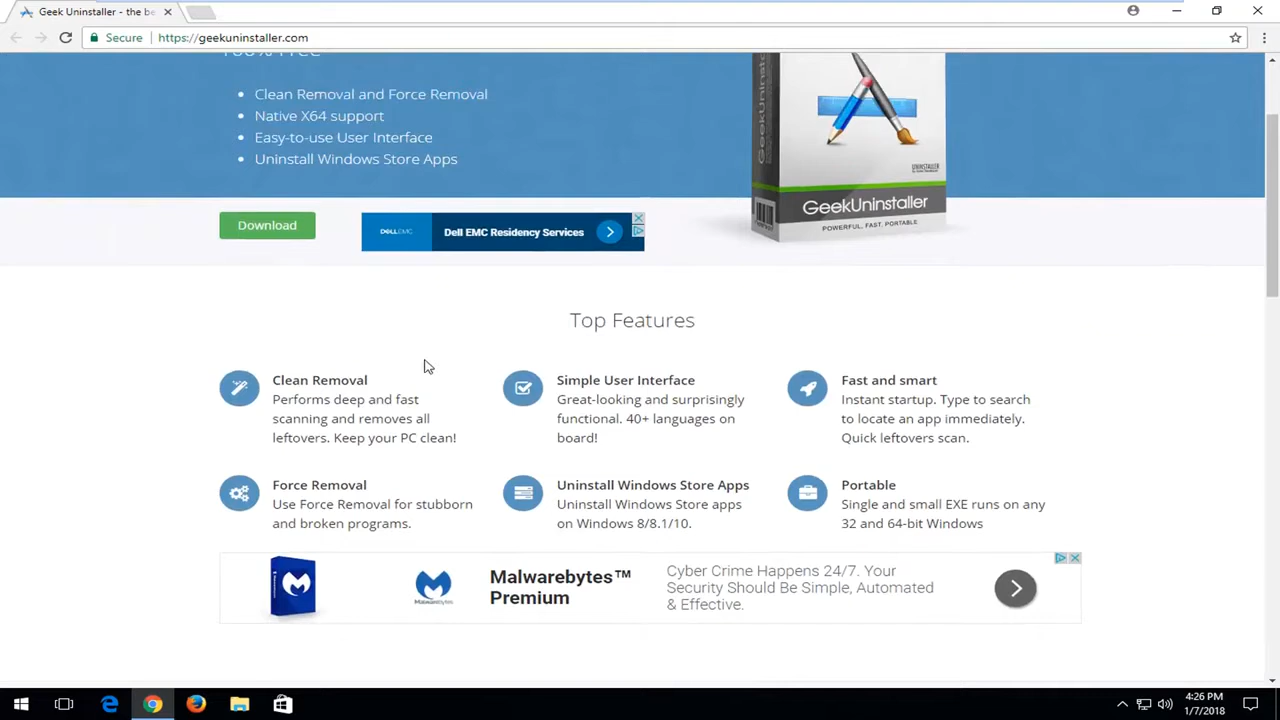 Geek Uninstaller - the be
Secure
https://geekuninstaller.com
100% Free
Clean Removal and Force Removal
Native X64 support
Easy-to-use User Interface
Uninstall Windows Store Apps
GeekUninstaller
UNINSTALLER
GeekUninstaller
POWERFUL, FAST, PORTABLE
Download
DELLEMC
Dell EMC Residency Services
Top Features
Clean Removal
Performs deep and fast
scanning and removes all
leftovers. Keep your PC clean!
Simple User Interface
Great-looking and surprisingly
functional. 40+ languages on
board!
Fast and smart
Instant startup. Type to search
to locate an app immediately.
Quick leftovers scan.
Force Removal
Use Force Removal for stubborn
and broken programs.
Uninstall Windows Store Apps
Uninstall Windows Store apps
on Windows 8/8.1/10.
Portable
Single and small EXE runs on any
32 and 64-bit Windows
Malwarebytes
Malwarebytes™
Premium
Cyber Crime Happens 24/7. Your
Security Should Be Simple, Automated
& Effective.
4:26 PM
1/7/2018